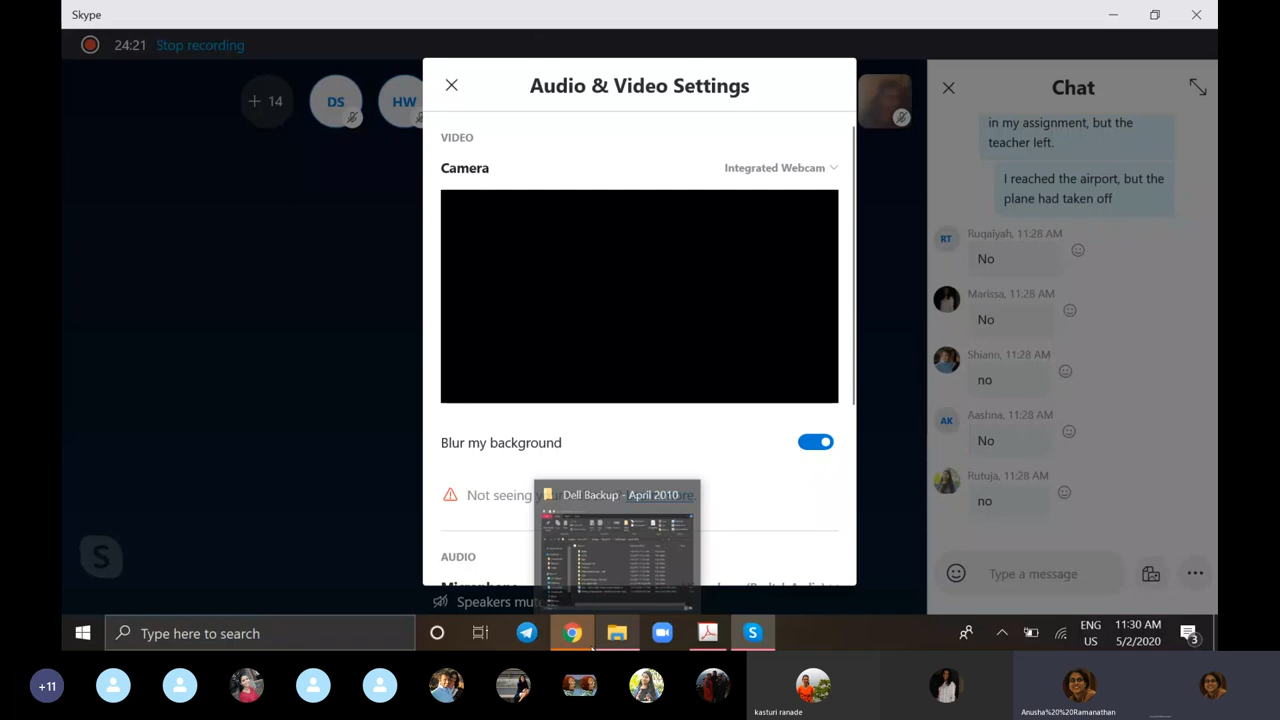 Skype
24:21 Stop recording
+ 14
DS
HW
Audio & Video Settings
VIDEO
Camera
Integrated Webcam
Blur my background
Not seeing
Dell Backup - April 2010
AUDIO
Speakers
Chat
in my assignment, but the
teacher left.
I reached the airport, but the
plane had taken off
RT
Ruqaiyah, 11:28 AM
No
Marissa, 11:28 AM
No
Shiann, 11:28 AM
no
AK
Aashna, 11:28 AM
No
Rutuja, 11:28 AM
no
Type a message
Type here to search
ENG
US
11:30 AM
5/2/2020
3
+11
kasturi ranade
Anusha%20%20Ramanathan